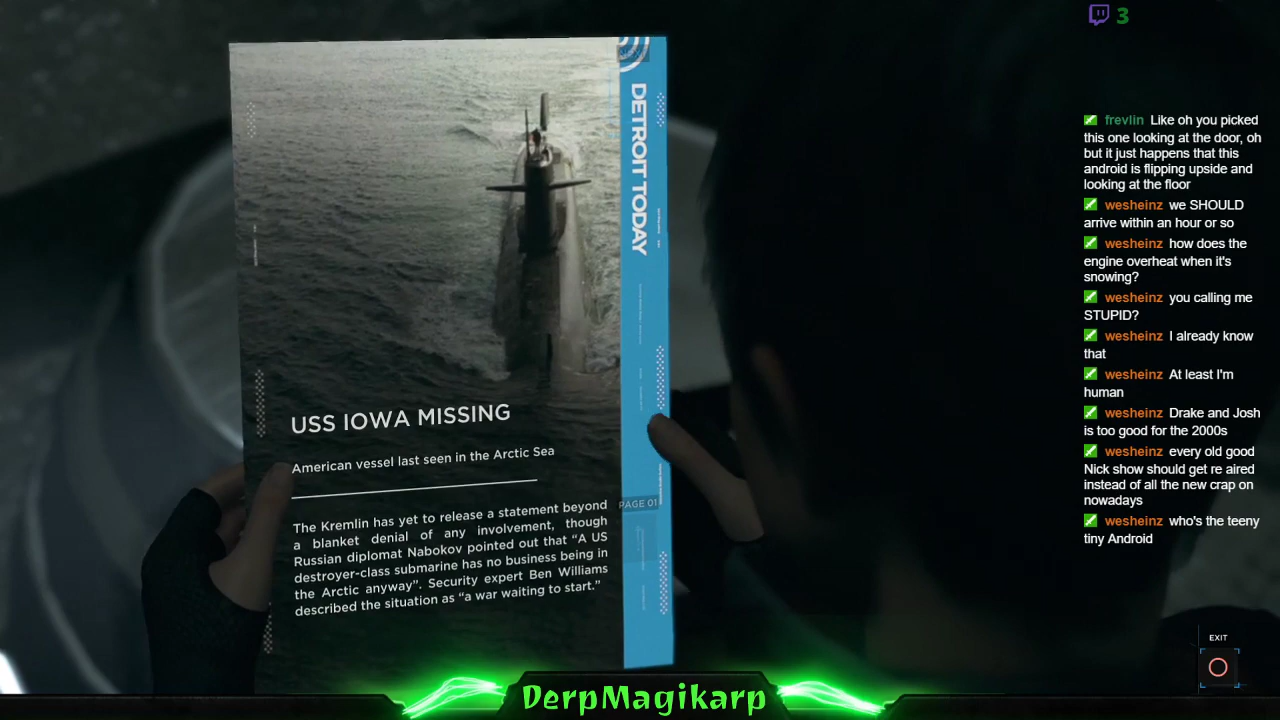 3
DETROIT TODAY
USS IOWA MISSING
American vessel last seen in the Arctic Sea
The Kremlin has yet to release a statement beyond
a blanket denial of any involvement, though
Russian diplomat Nabokov pointed out that “A US
destroyer-class submarine has no business being in
the Arctic anyway”. Security expert Ben Williams
described the situation as “a war waiting to start.”
PAGE 01
frevlin Like oh you picked
this one looking at the door, oh
but it just happens that this
android is flipping upside and
looking at the floor
wesheinz we SHOULD
arrive within an hour or so
wesheinz how does the
engine overheat when it's
snowing?
wesheinz you calling me
STUPID?
wesheinz I already know
that
wesheinz At least I'm
human
wesheinz Drake and Josh
is too good for the 2000s
wesheinz every old good
Nick show should get re aired
instead of all the new crap on
nowadays
wesheinz who's the teeny
tiny Android
EXIT
DerpMagikarp